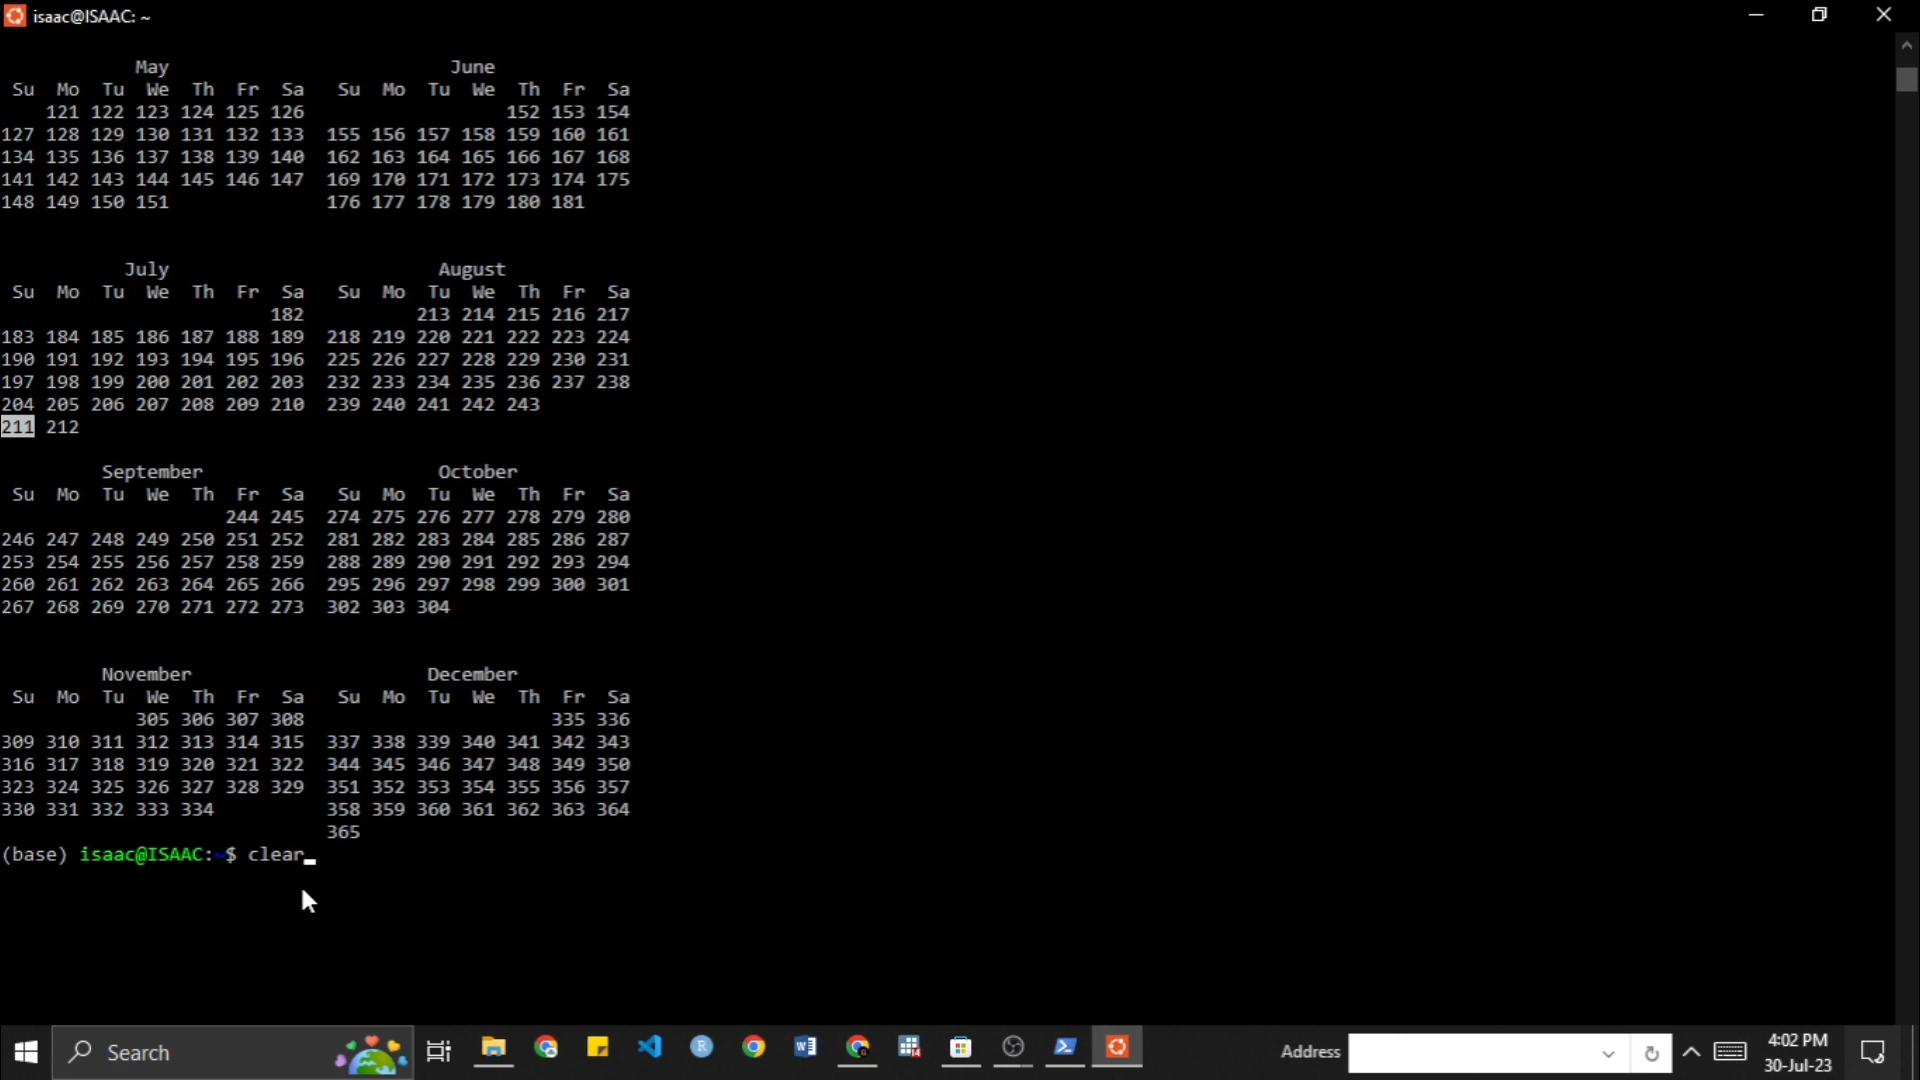 isaac@ISAAC: ~
May June
Su Mo Tu We Th Fr Sa Su Mo Tu We Th Fr Sa
121 122 123 124 125 126 152 153 154
127 128 129 130 131 132 133 155 156 157 158 159 160 161
134 135 136 137 138 139 140 162 163 164 165 166 167 168
141 142 143 144 145 146 147 169 170 171 172 173 174 175
148 149 150 151 176 177 178 179 180 181
July August
Su Mo Tu We Th Fr Sa Su Mo Tu We Th Fr Sa
182 213 214 215 216 217
183 184 185 186 187 188 189 218 219 220 221 222 223 224
190 191 192 193 194 195 196 225 226 227 228 229 230 231
197 198 199 200 201 202 203 232 233 234 235 236 237 238
204 205 206 207 208 209 210 239 240 241 242 243
211 212
September October
Su Mo Tu We Th Fr Sa Su Mo Tu We Th Fr Sa
244 245 274 275 276 277 278 279 280
246 247 248 249 250 251 252 281 282 283 284 285 286 287
253 254 255 256 257 258 259 288 289 290 291 292 293 294
260 261 262 263 264 265 266 295 296 297 298 299 300 301
267 268 269 270 271 272 273 302 303 304
November December
Su Mo Tu We Th Fr Sa Su Mo Tu We Th Fr Sa
305 306 307 308 335 336
309 310 311 312 313 314 315 337 338 339 340 341 342 343
316 317 318 319 320 321 322 344 345 346 347 348 349 350
323 324 325 326 327 328 329 351 352 353 354 355 356 357
330 331 332 333 334 358 359 360 361 362 363 364
365
(base) isaac@ISAAC:~$ clear
Search
Address
4:02 PM
30-Jul-23